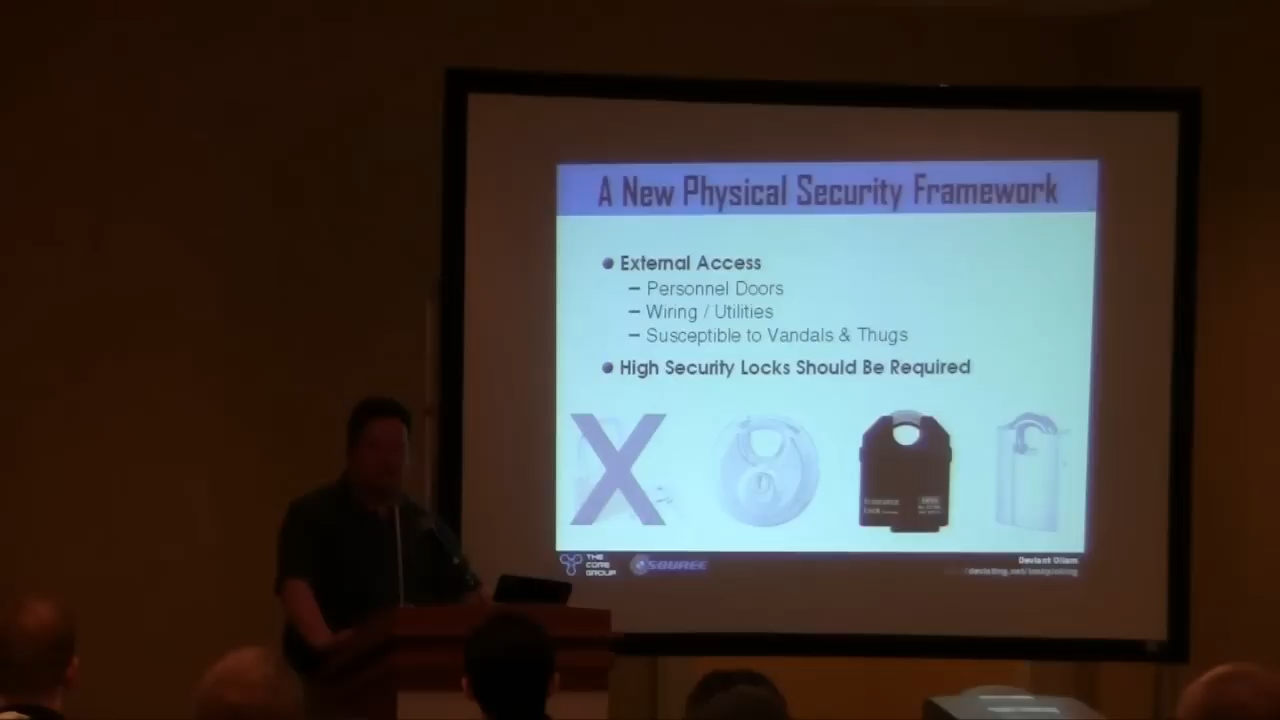 A New Physical Security Framework
External Access
– Personnel Doors
– Wiring / Utilities
– Susceptible to Vandals & Thugs
High Security Locks Should Be Required
X
THE
CORE
GROUP
SOURCE
Deviant Ollam